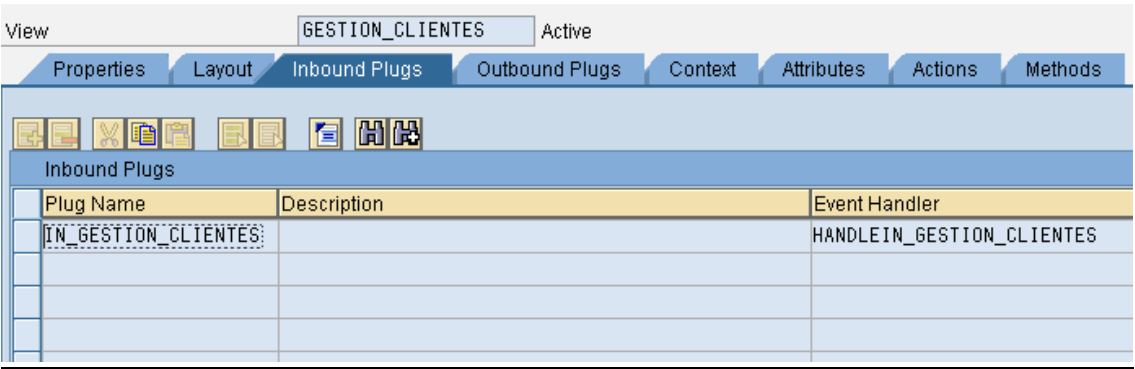 View GESTION_CLIENTES Active
Properties Layout Inbound Plugs Outbound Plugs Context Attributes Actions Methods
Inbound Plugs
Plug Name Description Event Handler
IN_GESTION_CLIENTES HANDLEIN_GESTION_CLIENTES